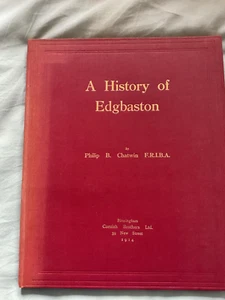 A History of
Edgbaston
by
Philip B. Chatwin F.R.I.B.A.
Birmingham
Cornish Brothers Ltd.
39 New Street
1914